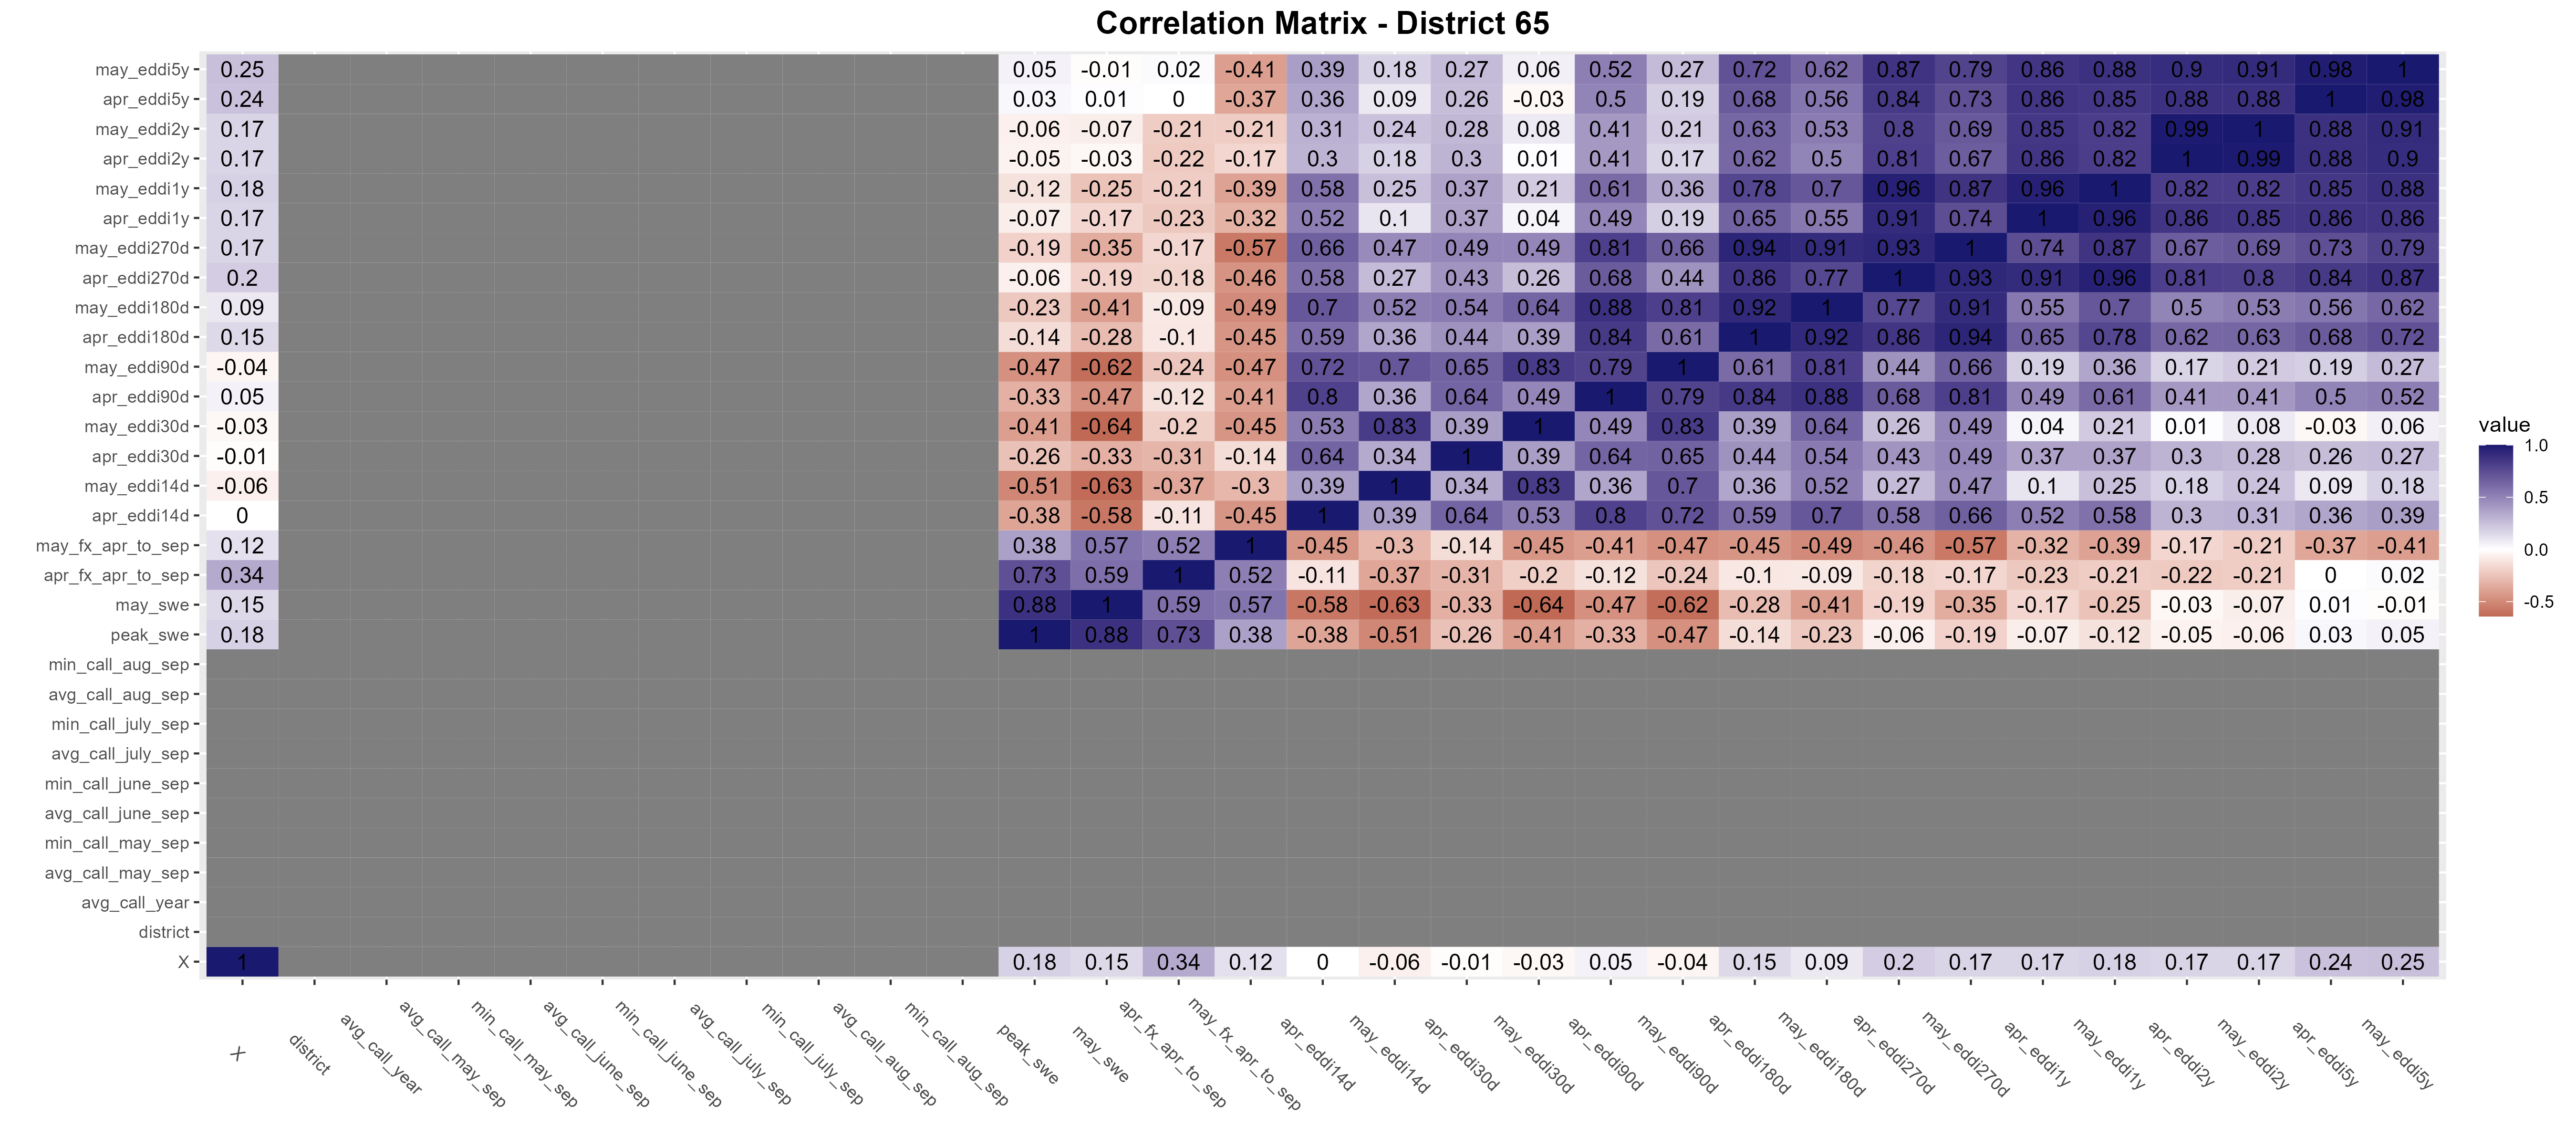 Correlation Matrix - District 65
may_eddi5y 0.25 0.05 -0.01 0.02 -0.41 0.39 0.18 0.27 0.06 0.52 0.27 0.72 0.62 0.87 0.79 0.86 0.88 0.9 0.91 0.98 1
apr_eddi5y 0.24 0.03 0.01 0 -0.37 0.36 0.09 0.26 -0.03 0.5 0.19 0.68 0.56 0.84 0.73 0.86 0.85 0.88 0.88 1 0.98
may_eddi2y 0.17 -0.06 -0.07 -0.21 -0.21 0.31 0.24 0.28 0.08 0.41 0.21 0.63 0.53 0.8 0.69 0.85 0.82 0.99 1 0.88 0.91
apr_eddi2y 0.17 -0.05 -0.03 -0.22 -0.17 0.3 0.18 0.3 0.01 0.41 0.17 0.62 0.5 0.81 0.67 0.86 0.82 1 0.99 0.88 0.9
may_eddi1y 0.18 -0.12 -0.25 -0.21 -0.39 0.58 0.25 0.37 0.21 0.61 0.36 0.78 0.7 0.96 0.87 0.96 1 0.82 0.82 0.85 0.88
apr_eddi1y 0.17 -0.07 -0.17 -0.23 -0.32 0.52 0.1 0.37 0.04 0.49 0.19 0.65 0.55 0.91 0.74 1 0.96 0.86 0.85 0.86 0.86
may_eddi270d 0.17 -0.19 -0.35 -0.17 -0.57 0.66 0.47 0.49 0.49 0.81 0.66 0.94 0.91 0.93 1 0.74 0.87 0.67 0.69 0.73 0.79
apr_eddi270d 0.2 -0.06 -0.19 -0.18 -0.46 0.58 0.27 0.43 0.26 0.68 0.44 0.86 0.77 1 0.93 0.91 0.96 0.81 0.8 0.84 0.87
may_eddi180d 0.09 -0.23 -0.41 -0.09 -0.49 0.7 0.52 0.54 0.64 0.88 0.81 0.92 1 0.77 0.91 0.55 0.7 0.5 0.53 0.56 0.62
apr_eddi180d 0.15 -0.14 -0.28 -0.1 -0.45 0.59 0.36 0.44 0.39 0.84 0.61 1 0.92 0.86 0.94 0.65 0.78 0.62 0.63 0.68 0.72
may_eddi90d -0.04 -0.47 -0.62 -0.24 -0.47 0.72 0.7 0.65 0.83 0.79 1 0.61 0.81 0.44 0.66 0.19 0.36 0.17 0.21 0.19 0.27
apr_eddi90d 0.05 -0.33 -0.47 -0.12 -0.41 0.8 0.36 0.64 0.49 1 0.79 0.84 0.88 0.68 0.81 0.49 0.61 0.41 0.41 0.5 0.52
may_eddi30d -0.03 -0.41 -0.64 -0.2 -0.45 0.53 0.83 0.39 1 0.49 0.83 0.39 0.64 0.26 0.49 0.04 0.21 0.01 0.08 -0.03 0.06
apr_eddi30d -0.01 -0.26 -0.33 -0.31 -0.14 0.64 0.34 1 0.39 0.64 0.65 0.44 0.54 0.43 0.49 0.37 0.37 0.3 0.28 0.26 0.27
may_eddi14d -0.06 -0.51 -0.63 -0.37 -0.3 0.39 1 0.34 0.83 0.36 0.7 0.36 0.52 0.27 0.47 0.1 0.25 0.18 0.24 0.09 0.18
apr_eddi14d 0 -0.38 -0.58 -0.11 -0.45 1 0.39 0.64 0.53 0.8 0.72 0.59 0.7 0.58 0.66 0.52 0.58 0.3 0.31 0.36 0.39
may_fx_apr_to_sep 0.12 0.38 0.57 0.52 1 -0.45 -0.3 -0.14 -0.45 -0.41 -0.47 -0.45 -0.49 -0.46 -0.57 -0.32 -0.39 -0.17 -0.21 -0.37 -0.41
apr_fx_apr_to_sep 0.34 0.73 0.59 1 0.52 -0.11 -0.37 -0.31 -0.2 -0.12 -0.24 -0.1 -0.09 -0.18 -0.17 -0.23 -0.21 -0.22 -0.21 0 0.02
may_swe 0.15 0.88 1 0.59 0.57 -0.58 -0.63 -0.33 -0.64 -0.47 -0.62 -0.28 -0.41 -0.19 -0.35 -0.17 -0.25 -0.03 -0.07 0.01 -0.01
peak_swe 0.18 1 0.88 0.73 0.38 -0.38 -0.51 -0.26 -0.41 -0.33 -0.47 -0.14 -0.23 -0.06 -0.19 -0.07 -0.12 -0.05 -0.06 0.03 0.05
min_call_aug_sep
avg_call_aug_sep
min_call_july_sep
avg_call_july_sep
min_call_june_sep
avg_call_june_sep
min_call_may_sep
avg_call_may_sep
avg_call_year
district
X 1 0.18 0.15 0.34 0.12 0 -0.06 -0.01 -0.03 0.05 -0.04 0.15 0.09 0.2 0.17 0.17 0.18 0.17 0.17 0.24 0.25
X district avg_call_year avg_call_may_sep min_call_may_sep avg_call_june_sep min_call_june_sep avg_call_july_sep min_call_july_sep avg_call_aug_sep min_call_aug_sep peak_swe may_swe apr_fx_apr_to_sep may_fx_apr_to_sep apr_eddi14d may_eddi14d apr_eddi30d may_eddi30d apr_eddi90d may_eddi90d apr_eddi180d may_eddi180d apr_eddi270d may_eddi270d apr_eddi1y may_eddi1y apr_eddi2y may_eddi2y apr_eddi5y may_eddi5y
value
1.0
0.5
0.0
-0.5